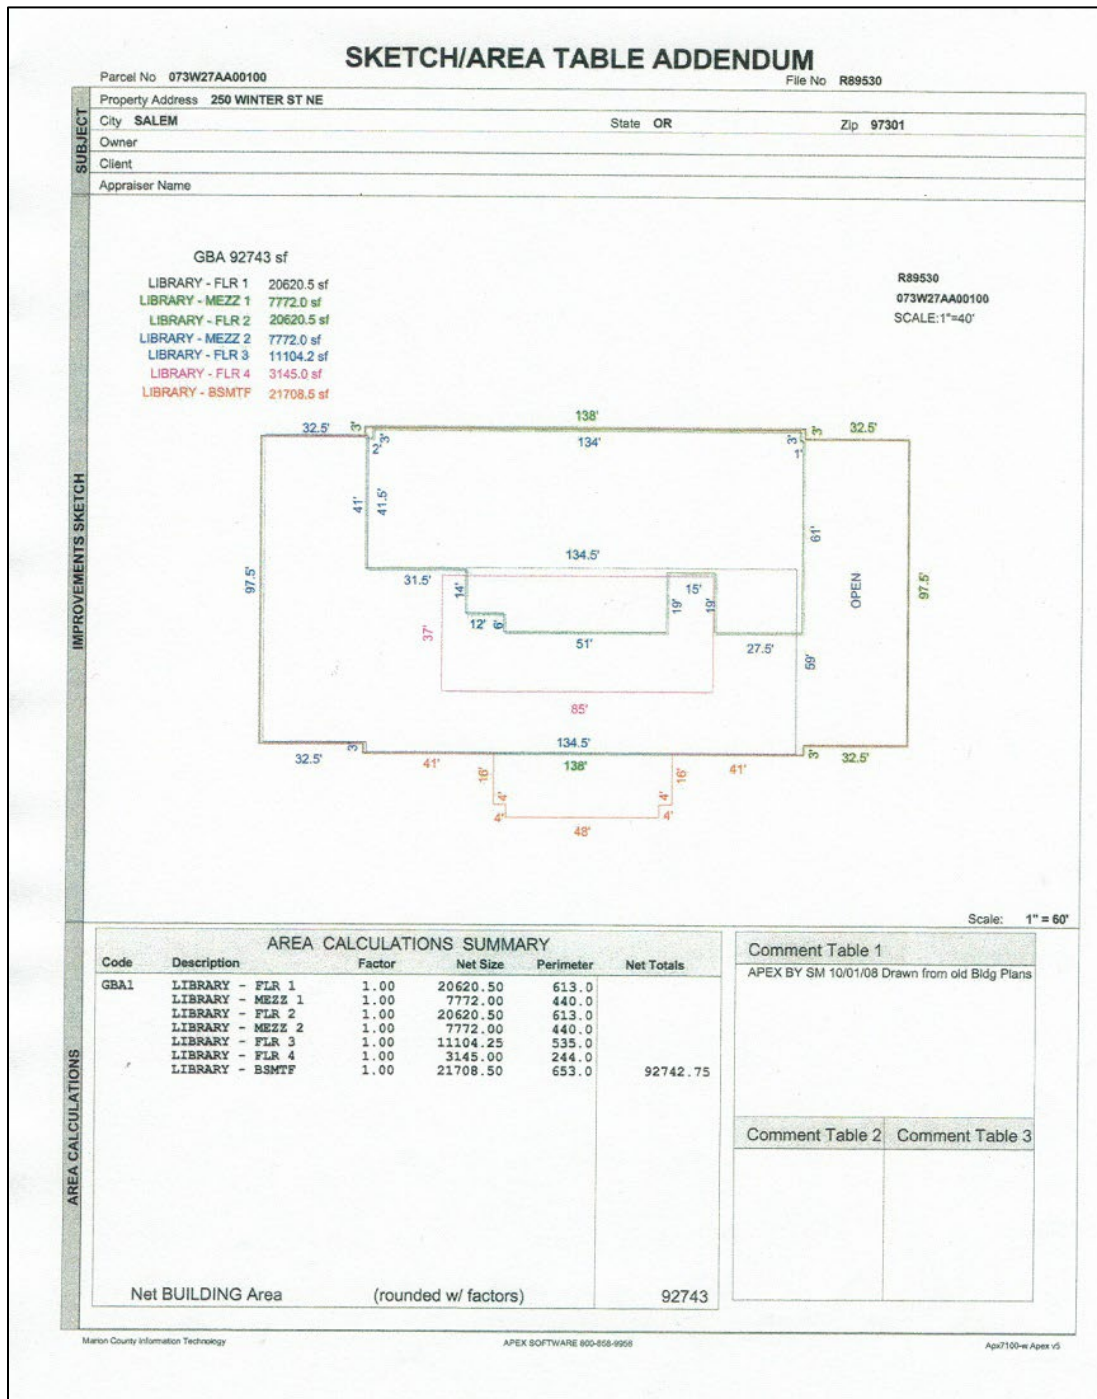 SKETCH/AREA TABLE ADDENDUM
Parcel No 073W27AA00100 File No R89530
SUBJECT
Property Address 250 WINTER ST NE
City SALEM State OR Zip 97301
Owner
Client
Appraiser Name
IMPROVEMENTS SKETCH
GBA 92743 sf
LIBRARY - FLR 1 20620.5 sf
LIBRARY - MEZZ 1 7772.0 sf
LIBRARY - FLR 2 20620.5 sf
LIBRARY - MEZZ 2 7772.0 sf
LIBRARY - FLR 3 11104.2 sf
LIBRARY - FLR 4 3145.0 sf
LIBRARY - BSMTF 21708.5 sf
R89530
073W27AA00100
SCALE:1"=40'
138'
32.5' 3' 3' 32.5'
2' 3' 134' 3' 1'
41' 41.5' 61'
134.5'
97.5' 31.5' 14' 15' OPEN 97.5'
12' 6' 19' 19'
37' 51' 27.5' 59'
85'
134.5'
32.5' 3' 41' 138' 41' 3' 32.5'
16' 16'
4' 4'
4' 4'
48'
Scale: 1" = 60'
AREA CALCULATIONS
AREA CALCULATIONS SUMMARY
Code Description Factor Net Size Perimeter Net Totals
GBA1 LIBRARY - FLR 1 1.00 20620.50 613.0
LIBRARY - MEZZ 1 1.00 7772.00 440.0
LIBRARY - FLR 2 1.00 20620.50 613.0
LIBRARY - MEZZ 2 1.00 7772.00 440.0
LIBRARY - FLR 3 1.00 11104.25 535.0
LIBRARY - FLR 4 1.00 3145.00 244.0
LIBRARY - BSMTF 1.00 21708.50 653.0 92742.75
Net BUILDING Area (rounded w/ factors) 92743
Comment Table 1
APEX BY SM 10/01/08 Drawn from old Bldg Plans
Comment Table 2 Comment Table 3
Marion County Information Technology APEX SOFTWARE 800-858-9958 Apx7100-w Apex v5